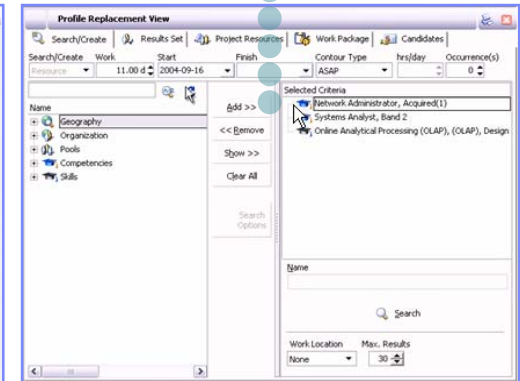 Profile Replacement View
Search/Create Results Set Project Resources Work Package Candidates
Search/Create Work Start Finish Contour Type hrs/day Occurrence(s)
Resource 11.00 d 2004-09-16 ASAP 0
Name
Geography
Organization
Pools
Competencies
Skills
Add >>
<< Remove
Show >>
Clear All
Search
Options
Selected Criteria
Network Administrator, Acquired(1)
Systems Analyst, Band 2
Online Analytical Processing (OLAP), (OLAP), Design
Name
Search
Work Location Max. Results
None 30